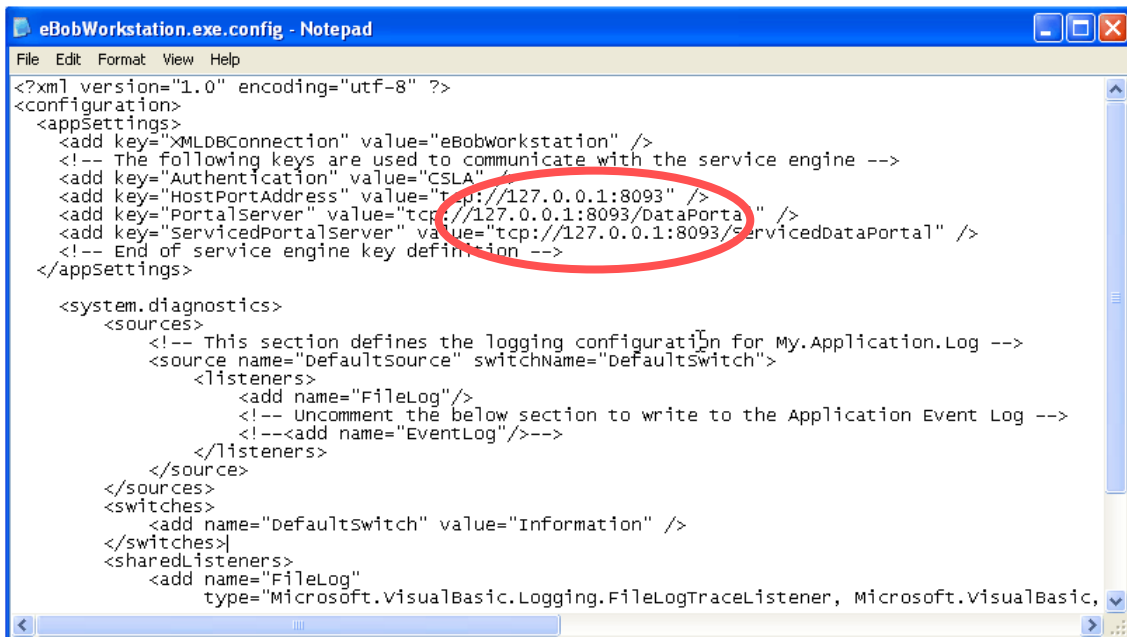 eBobWorkstation.exe.config - Notepad
File Edit Format View Help
<?xml version="1.0" encoding="utf-8" ?>
<configuration>
<appSettings>
<add key="XMLDBConnection" value="eBobWorkstation" />
<!-- The following keys are used to communicate with the service engine -->
<add key="Authentication" value="CSLA" />
<add key="HostPortAddress" value="tcp://127.0.0.1:8093" />
<add key="PortalServer" value="tcp://127.0.0.1:8093/DataPortal" />
<add key="ServicedPortalServer" value="tcp://127.0.0.1:8093/ServicedDataPortal" />
<!-- End of service engine key definition -->
</appSettings>
<system.diagnostics>
<sources>
<!-- This section defines the logging configuration for My.Application.Log -->
<source name="DefaultSource" switchName="DefaultSwitch">
<listeners>
<add name="FileLog"/>
<!-- Uncomment the below section to write to the Application Event Log -->
<!--<add name="EventLog"/>-->
</listeners>
</source>
</sources>
<switches>
<add name="DefaultSwitch" value="Information" />
</switches>
<sharedListeners>
<add name="FileLog"
type="Microsoft.VisualBasic.Logging.FileLogTraceListener, Microsoft.VisualBasic,